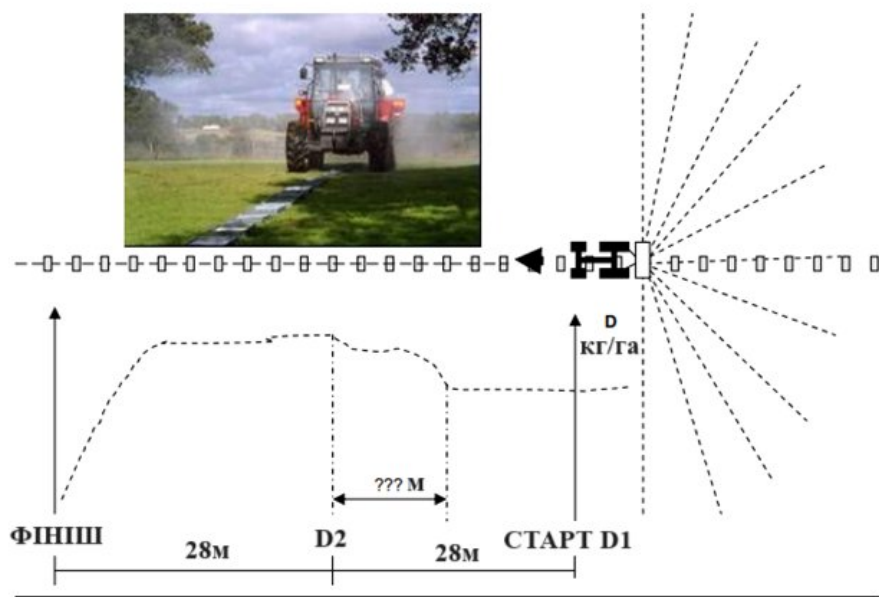 D
кг/га
??? м
ФІНІШ
D2
СТАРТ D1
28м
28м